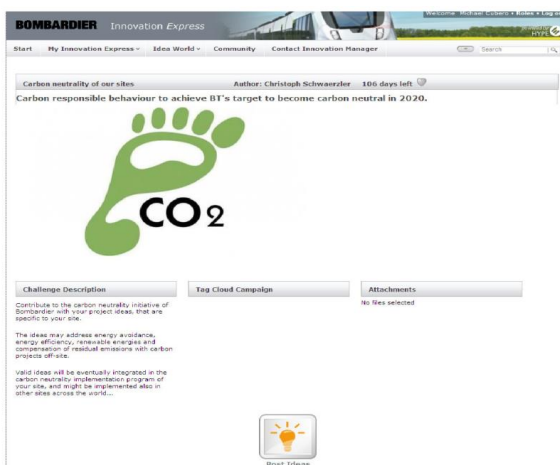 Welcome Michael Cubero • Roles • Log o
BOMBARDIER Innovation Express
HYPE
Start My Innovation Express Idea World Community Contact Innovation Manager Search
Carbon neutrality of our sites Author: Christoph Schwaerzler 106 days left
Carbon responsible behaviour to achieve BT's target to become carbon neutral in 2020.
CO2
Challenge Description Tag Cloud Campaign Attachments
Contribute to the carbon neutrality initiative of
Bombardier with your project ideas, that are
specific to your site.
No files selected
The ideas may address energy avoidance,
energy efficiency, renewable energies and
compensation of residual emissions with carbon
projects off-site.
Valid ideas will be eventually integrated in the
carbon neutrality implementation program of
your site, and might be implemented also in
other sites across the world...
Post Ideas